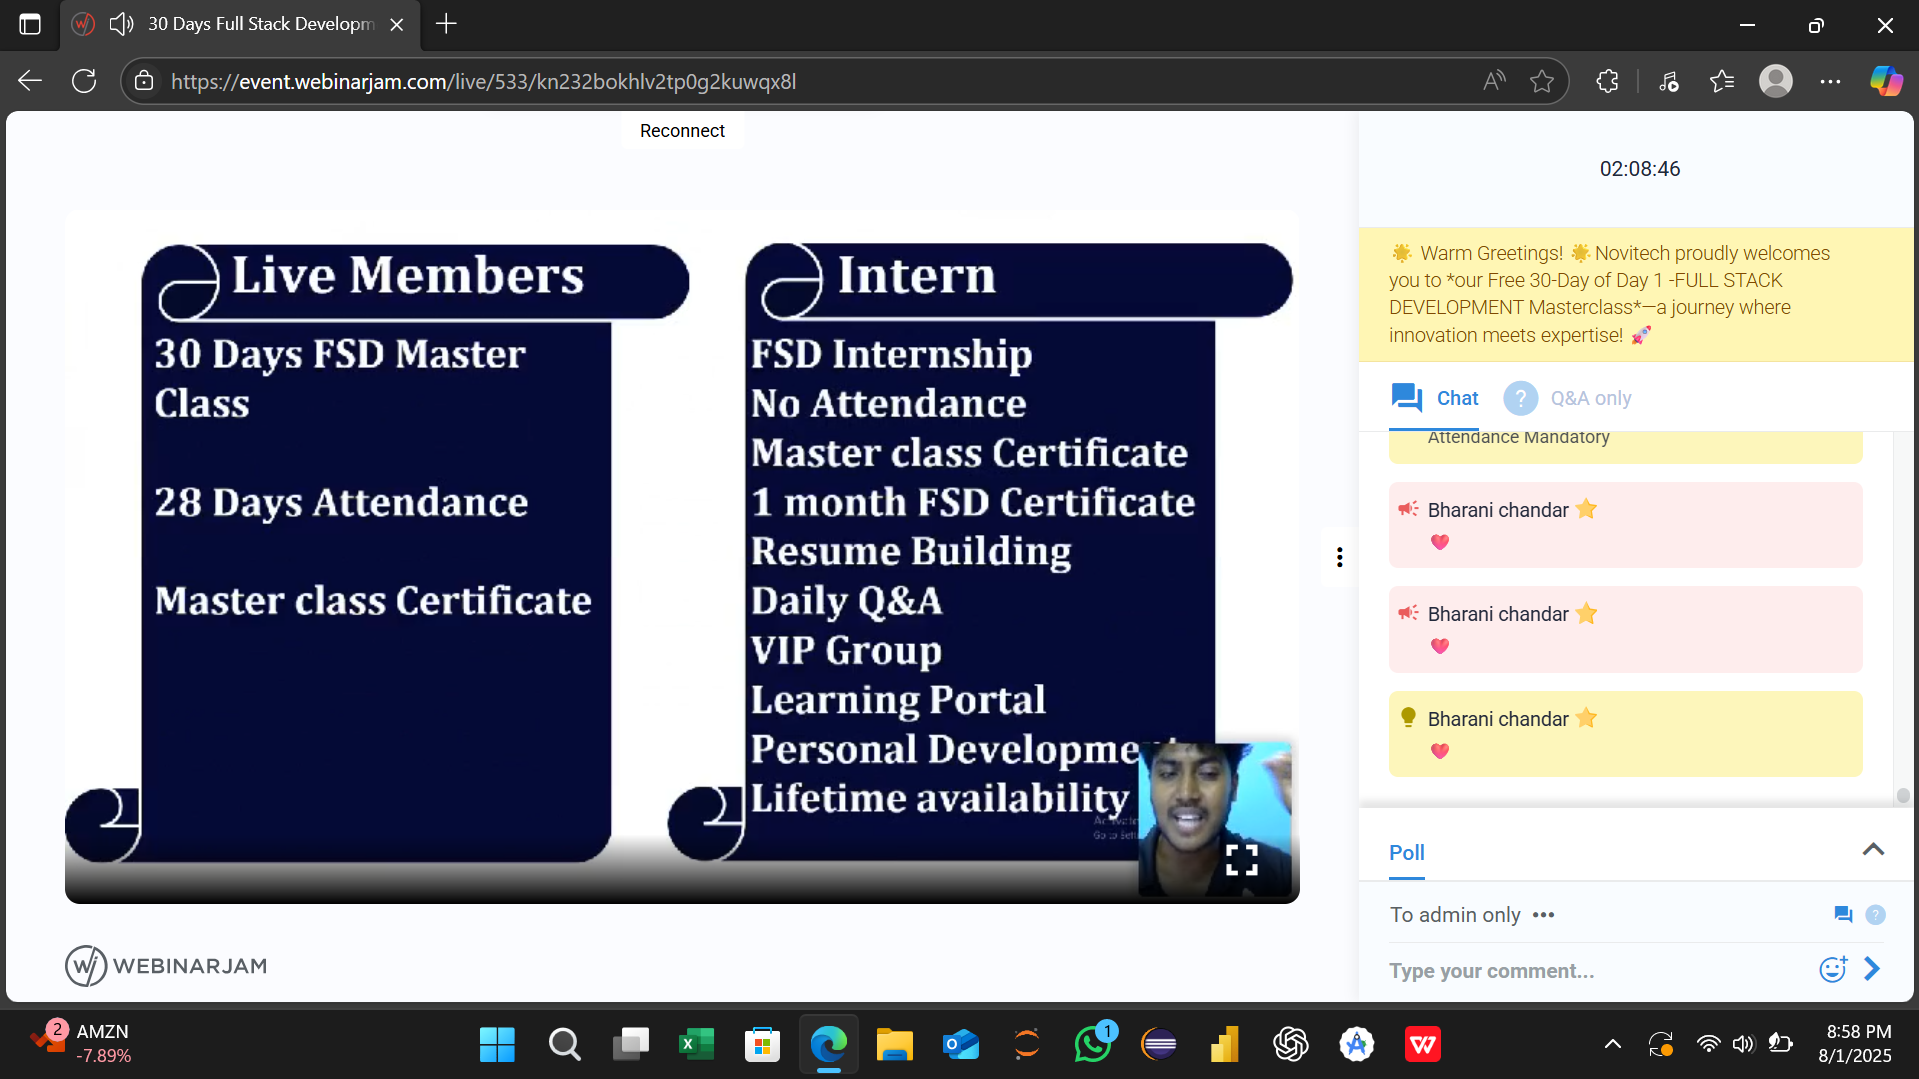 30 Days Full Stack Developm
https://event.webinarjam.com/live/533/kn232bokhlv2tp0g2kuwqx8l
Reconnect
Live Members
30 Days FSD Master
Class
28 Days Attendance
Master class Certificate
Intern
FSD Internship
No Attendance
Master class Certificate
1 month FSD Certificate
Resume Building
Daily Q&A
VIP Group
Learning Portal
Personal Development
Lifetime availability
WEBINARJAM
02:08:46
🌟 Warm Greetings! 🌟 Novitech proudly welcomes
you to *our Free 30-Day of Day 1 -FULL STACK
DEVELOPMENT Masterclass*—a journey where
innovation meets expertise! 🚀
Chat
? Q&A only
Attendance Mandatory
Bharani chandar ⭐
Bharani chandar ⭐
Bharani chandar ⭐
Poll
To admin only •••
Type your comment...
2 AMZN
-7.89%
1
8:58 PM
8/1/2025